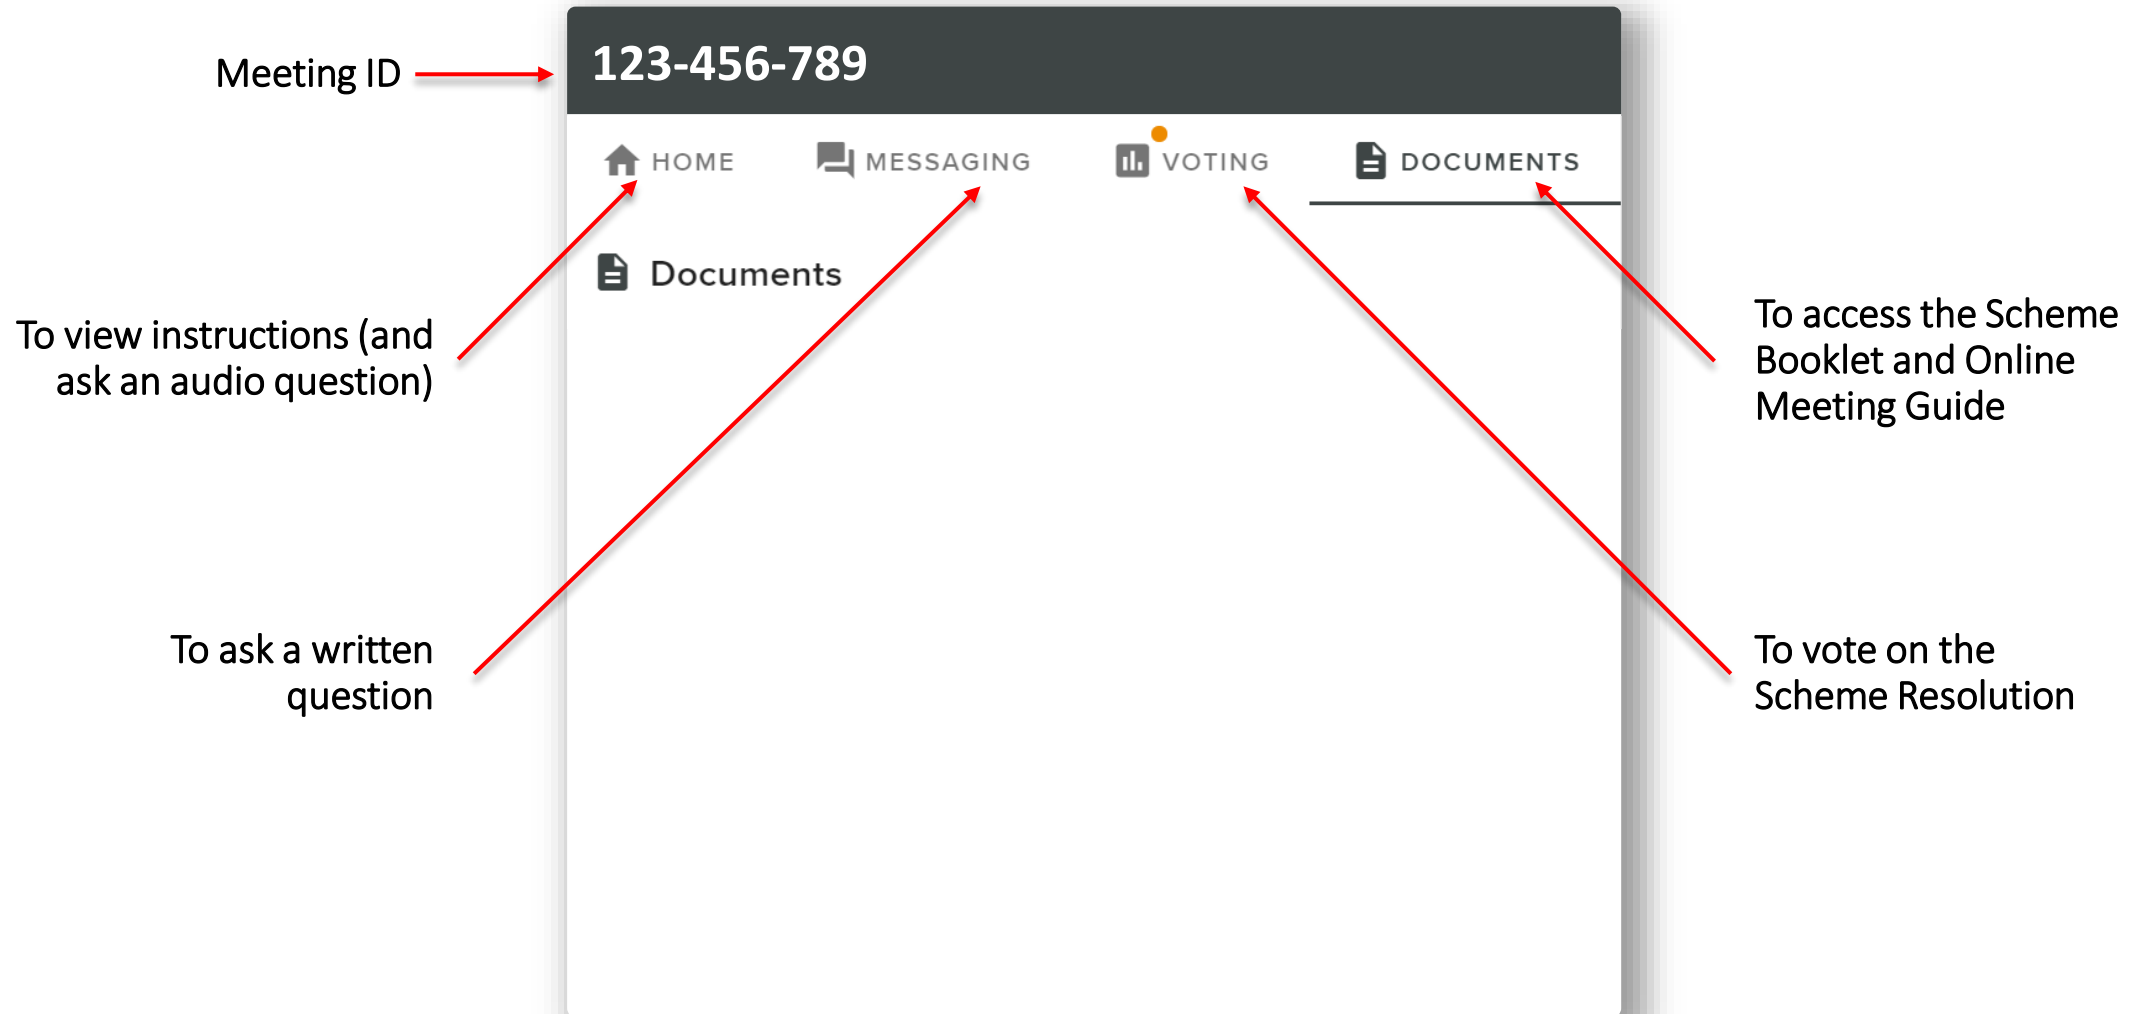 Meeting ID
123-456-789
HOME
MESSAGING
VOTING
DOCUMENTS
Documents
To view instructions (and
ask an audio question)
To access the Scheme
Booklet and Online
Meeting Guide
To ask a written
question
To vote on the
Scheme Resolution